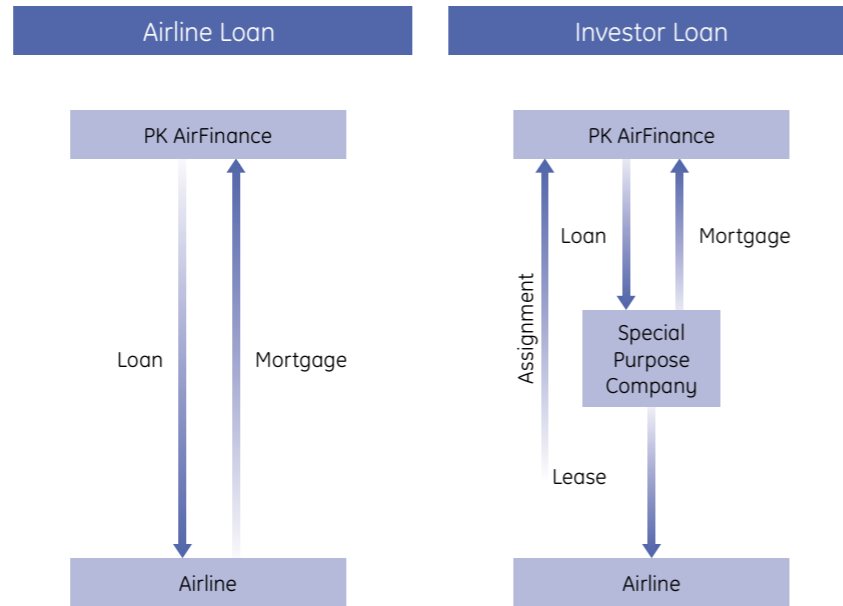 Airline Loan
PK AirFinance
Loan
Mortgage
Airline
Investor Loan
PK AirFinance
Loan
Mortgage
Assignment
Special
Purpose
Company
Lease
Airline